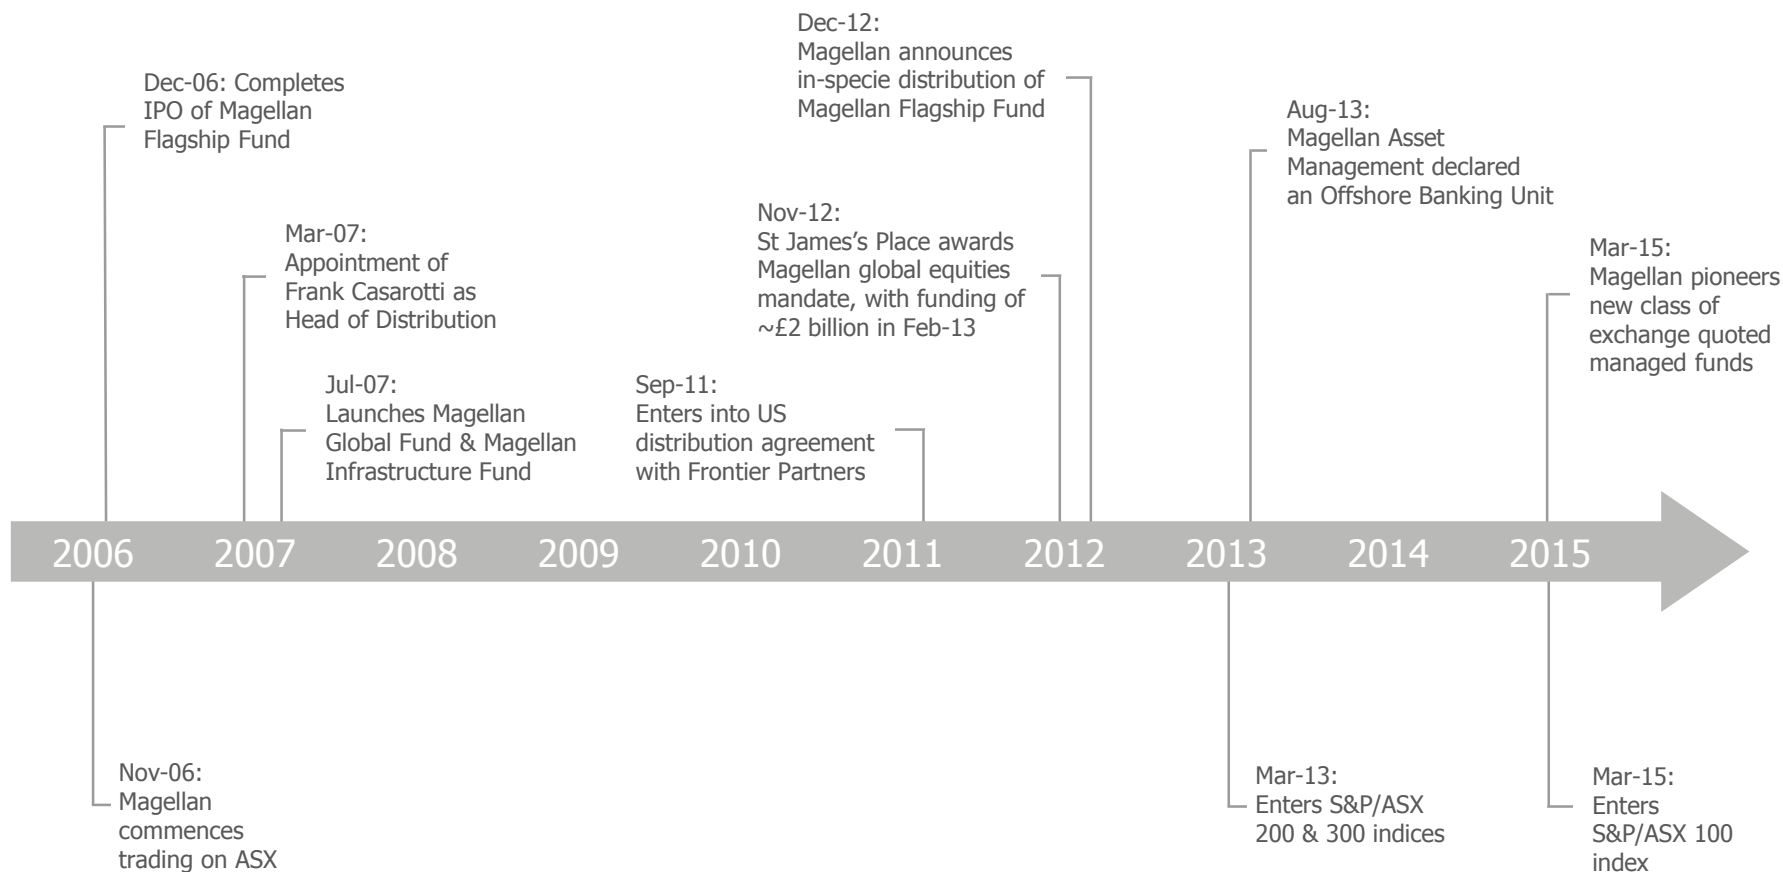 Dec-12:
Magellan announces
in-specie distribution of
Magellan Flagship Fund
Dec-06: Completes
IPO of Magellan
Flagship Fund
Aug-13:
Magellan Asset
Management declared
an Offshore Banking Unit
Nov-12:
St James’s Place awards
Magellan global equities
mandate, with funding of
~£2 billion in Feb-13
Mar-07:
Appointment of
Frank Casarotti as
Head of Distribution
Mar-15:
Magellan pioneers
new class of
exchange quoted
managed funds
Jul-07:
Launches Magellan
Global Fund & Magellan
Infrastructure Fund
Sep-11:
Enters into US
distribution agreement
with Frontier Partners
2006 2007 2008 2009 2010 2011 2012 2013 2014 2015
Nov-06:
Magellan
commences
trading on ASX
Mar-13:
Enters S&P/ASX
200 & 300 indices
Mar-15:
Enters
S&P/ASX 100
index